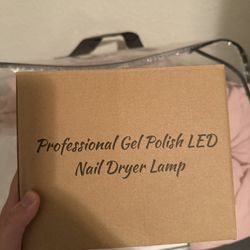 Professional Gel Polish LED
Nail Dryer Lamp